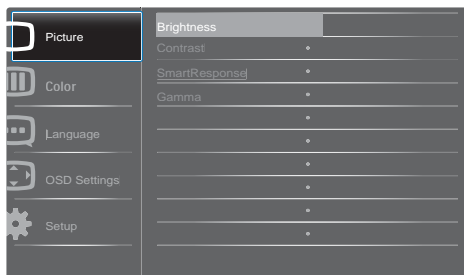 Picture
Color
Language
OSD Settings
Setup
Brightness
Contrast
SmartResponse
Gamma